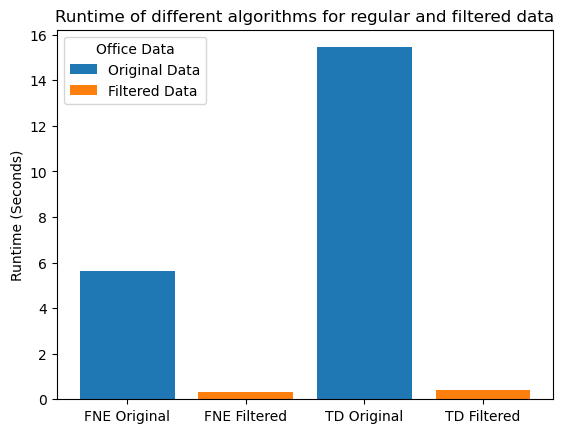 Runtime of different algorithms for regular and filtered data
Office Data
Original Data
Filtered Data
Runtime (Seconds)
16
14
12
10
8
6
4
2
0
FNE Original
FNE Filtered
TD Original
TD Filtered